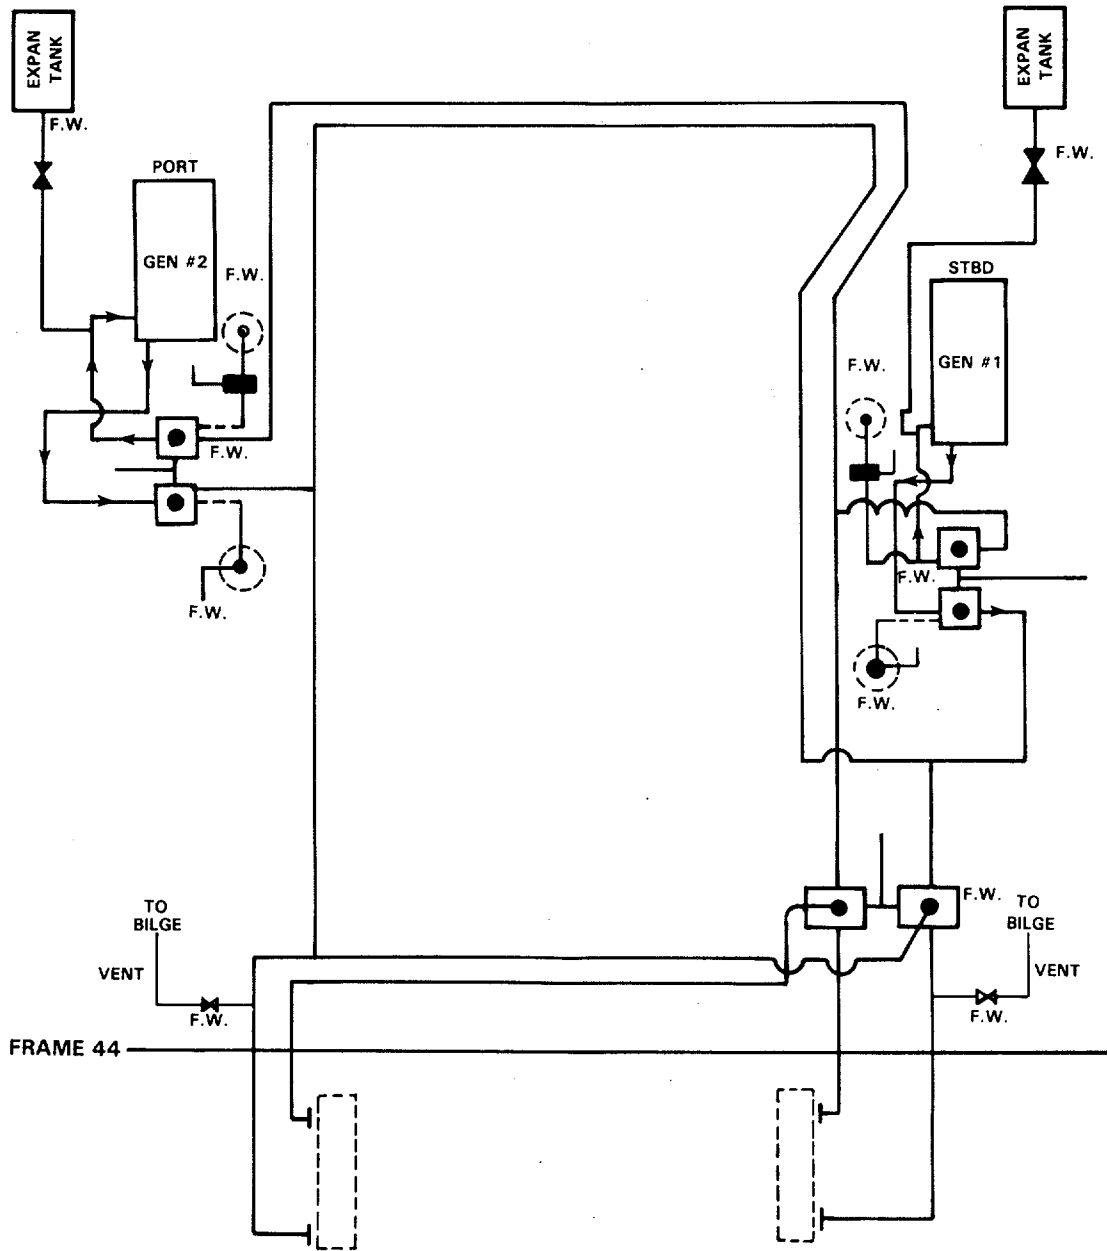 EXPAN
TANK
EXPAN
TANK
F.W.
F.W.
PORT
GEN #2
F.W.
STBD
GEN #1
F.W.
F.W.
F.W.
F.W.
F.W.
F.W.
TO
BILGE
TO
BILGE
VENT
VENT
F.W.
F.W.
FRAME 44